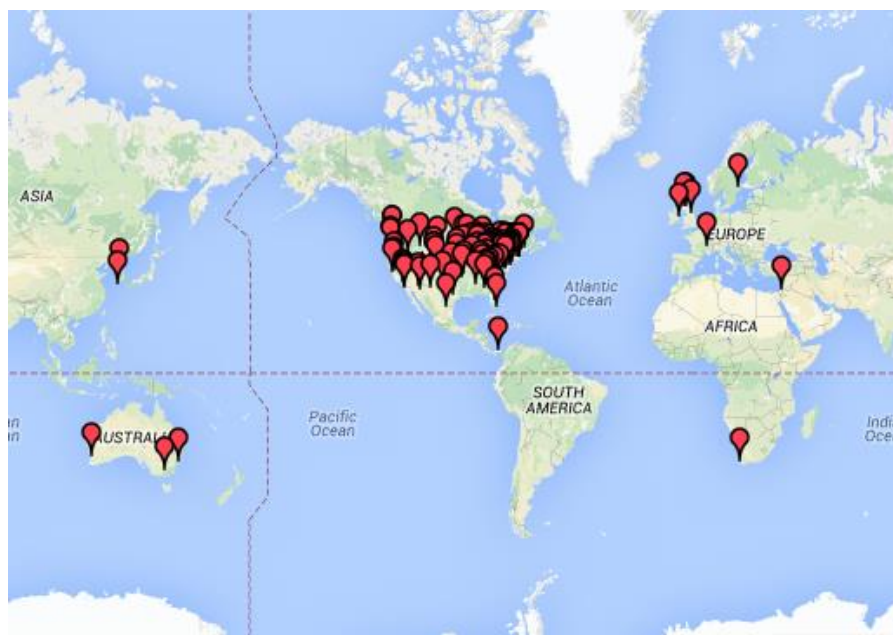 ASIA
EUROPE
Atlantic
Ocean
AFRICA
SOUTH
AMERICA
Pacific
Ocean